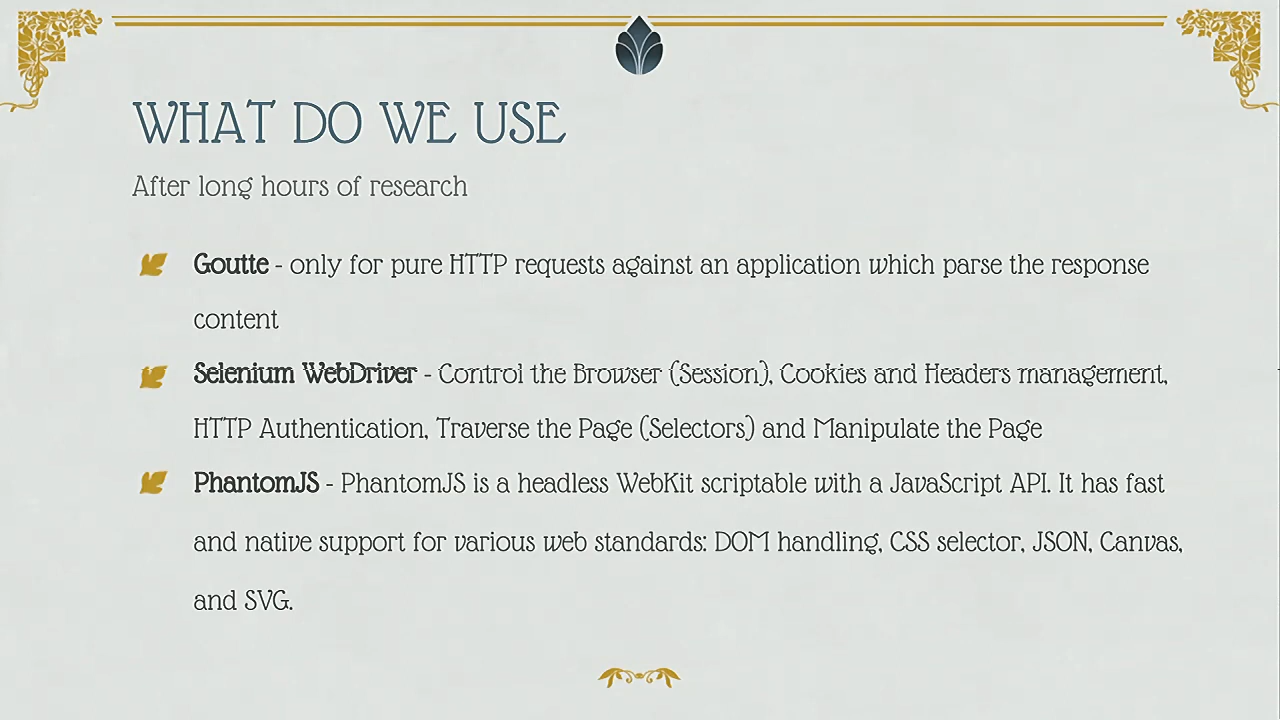 WHAT DO WE USE
After long hours of research
Goutte - only for pure HTTP requests against an application which parse the response
content
Selenium WebDriver - Control the Browser (Session), Cookies and Headers management,
HTTP Authentication, Traverse the Page (Selectors) and Manipulate the Page
PhantomJS - PhantomJS is a headless WebKit scriptable with a JavaScript API. It has fast
and native support for various web standards: DOM handling, CSS selector, JSON, Canvas,
and SVG.